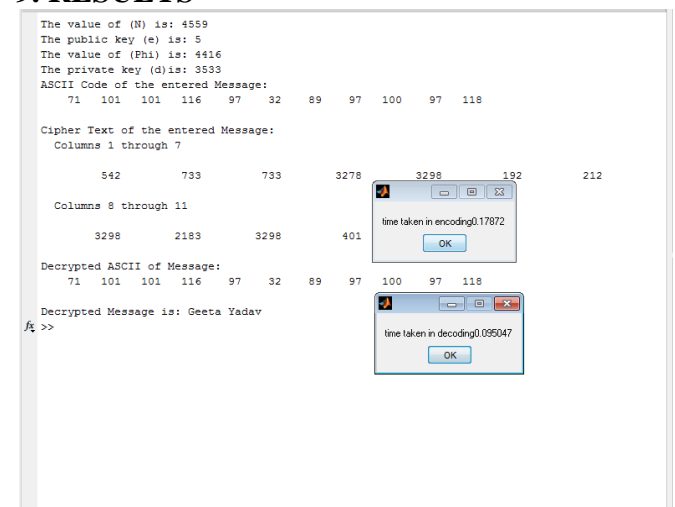 9. RESULTS
The value of (N) is: 4559
The public key (e) is: 5
The value of (Phi) is: 4416
The private key (d)is: 3533
ASCII Code of the entered Message:
71 101 101 116 97 32 89 97 100 97 118
Cipher Text of the entered Message:
Columns 1 through 7
542 733 733 3278 3298 192 212
Columns 8 through 11
3298 2183 3298 401
time taken in encoding0.17872
OK
Decrypted ASCII of Message:
71 101 101 116 97 32 89 97 100 97 118
Decrypted Message is: Geeta Yadav
fx >>
time taken in decoding0.095047
OK